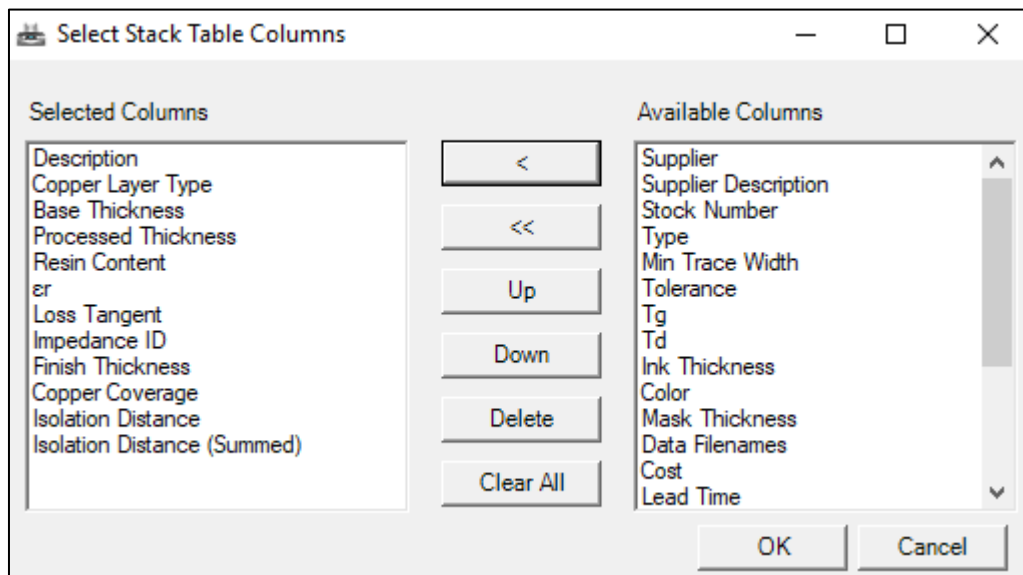 Select Stack Table Columns
Selected Columns
Description
Copper Layer Type
Base Thickness
Processed Thickness
Resin Content
εr
Loss Tangent
Impedance ID
Finish Thickness
Copper Coverage
Isolation Distance
Isolation Distance (Summed)
<
<<
Up
Down
Delete
Clear All
Available Columns
Supplier
Supplier Description
Stock Number
Type
Min Trace Width
Tolerance
Tg
Td
Ink Thickness
Color
Mask Thickness
Data Filenames
Cost
Lead Time
OK
Cancel